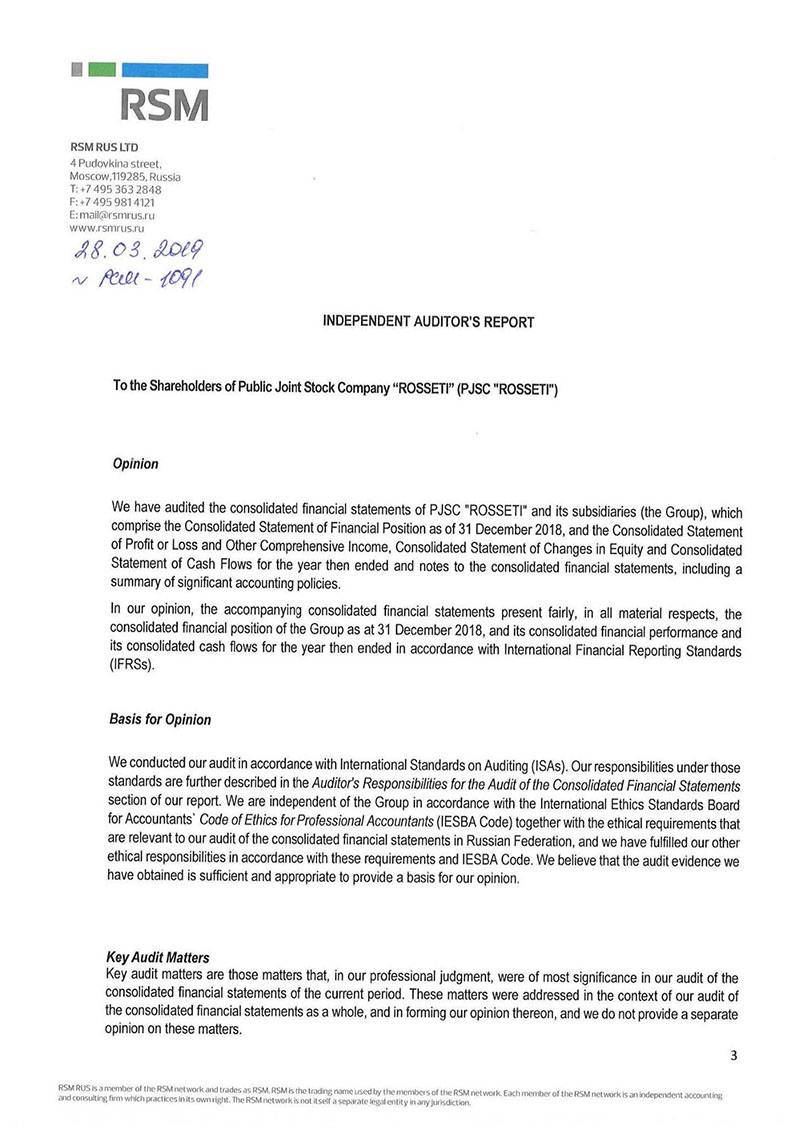 RSM
RSM RUS LTD
4 Pudovkina street,
Moscow,119285, Russia
T: +7 495 363 2848
F: +7 495 981 4121
E: mail@rsmrus.ru
www.rsmrus.ru
28.03.2019
~ РСМ - 1091
INDEPENDENT AUDITOR'S REPORT
To the Shareholders of Public Joint Stock Company “ROSSETI” (PJSC "ROSSETI")
Opinion
We have audited the consolidated financial statements of PJSC "ROSSETI" and its subsidiaries (the Group), which
comprise the Consolidated Statement of Financial Position as of 31 December 2018, and the Consolidated Statement
of Profit or Loss and Other Comprehensive Income, Consolidated Statement of Changes in Equity and Consolidated
Statement of Cash Flows for the year then ended and notes to the consolidated financial statements, including a
summary of significant accounting policies.
In our opinion, the accompanying consolidated financial statements present fairly, in all material respects, the
consolidated financial position of the Group as at 31 December 2018, and its consolidated financial performance and
its consolidated cash flows for the year then ended in accordance with International Financial Reporting Standards
(IFRSs).
Basis for Opinion
We conducted our audit in accordance with International Standards on Auditing (ISAs). Our responsibilities under those
standards are further described in the Auditor's Responsibilities for the Audit of the Consolidated Financial Statements
section of our report. We are independent of the Group in accordance with the International Ethics Standards Board
for Accountants` Code of Ethics for Professional Accountants (IESBA Code) together with the ethical requirements that
are relevant to our audit of the consolidated financial statements in Russian Federation, and we have fulfilled our other
ethical responsibilities in accordance with these requirements and IESBA Code. We believe that the audit evidence we
have obtained is sufficient and appropriate to provide a basis for our opinion.
Key Audit Matters
Key audit matters are those matters that, in our professional judgment, were of most significance in our audit of the
consolidated financial statements of the current period. These matters were addressed in the context of our audit of
the consolidated financial statements as a whole, and in forming our opinion thereon, and we do not provide a separate
opinion on these matters.
3
RSM RUS is a member of the RSM network and trades as RSM. RSM is the trading name used by the members of the RSM network. Each member of the RSM network is an independent accounting
and consulting firm which practices in its own right. The RSM network is not itself a separate legal entity in any jurisdiction.